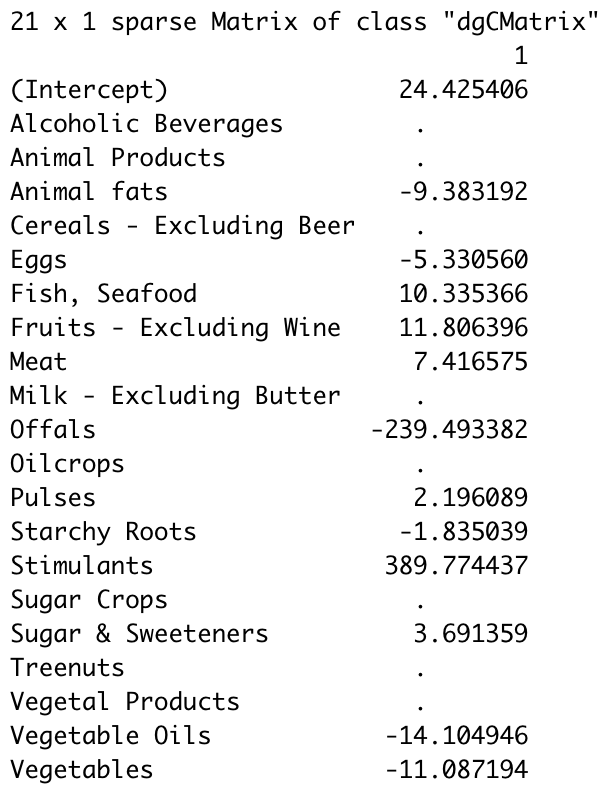 21 x 1 sparse Matrix of class "dgCMatrix"
1
(Intercept) 24.425406
Alcoholic Beverages .
Animal Products .
Animal fats -9.383192
Cereals - Excluding Beer .
Eggs -5.330560
Fish, Seafood 10.335366
Fruits - Excluding Wine 11.806396
Meat 7.416575
Milk - Excluding Butter .
Offals -239.493382
Oilcrops .
Pulses 2.196089
Starchy Roots -1.835039
Stimulants 389.774437
Sugar Crops .
Sugar & Sweeteners 3.691359
Treenuts .
Vegetal Products .
Vegetable Oils -14.104946
Vegetables -11.087194